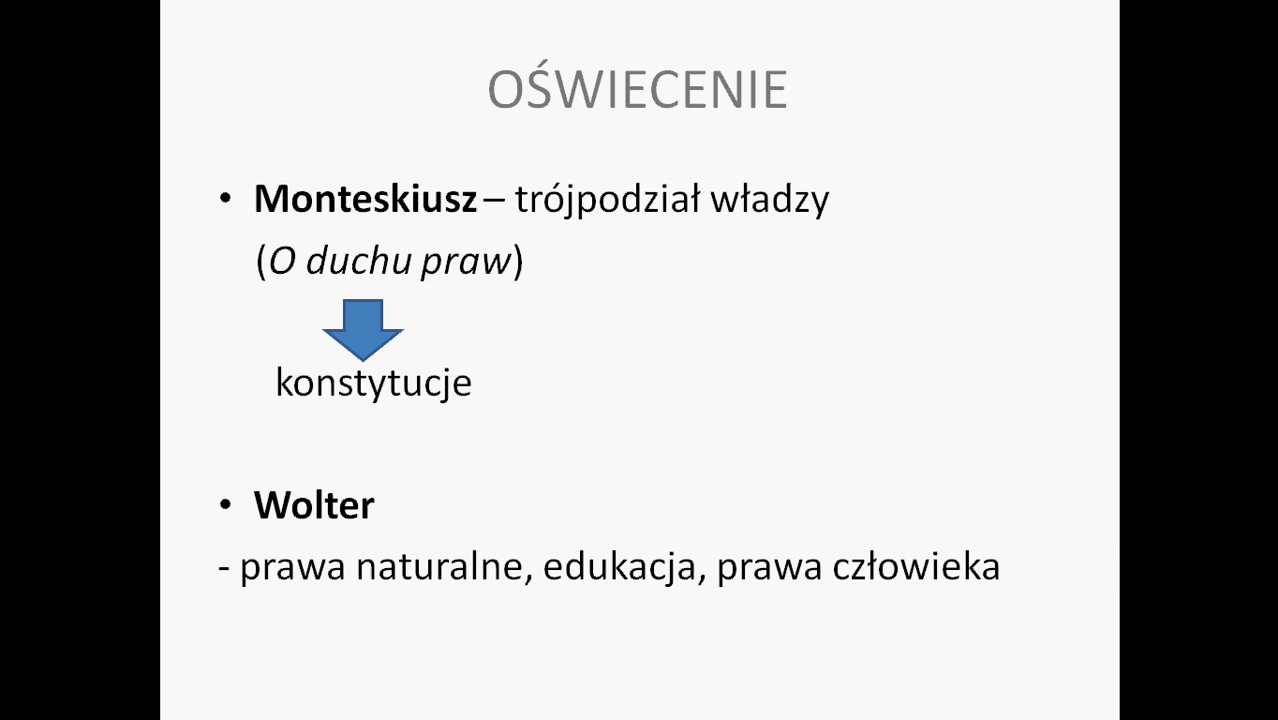 OŚWIECENIE
• Monteskiusz – trójpodział władzy
(O duchu praw)
konstytucje
• Wolter
- prawa naturalne, edukacja, prawa człowieka